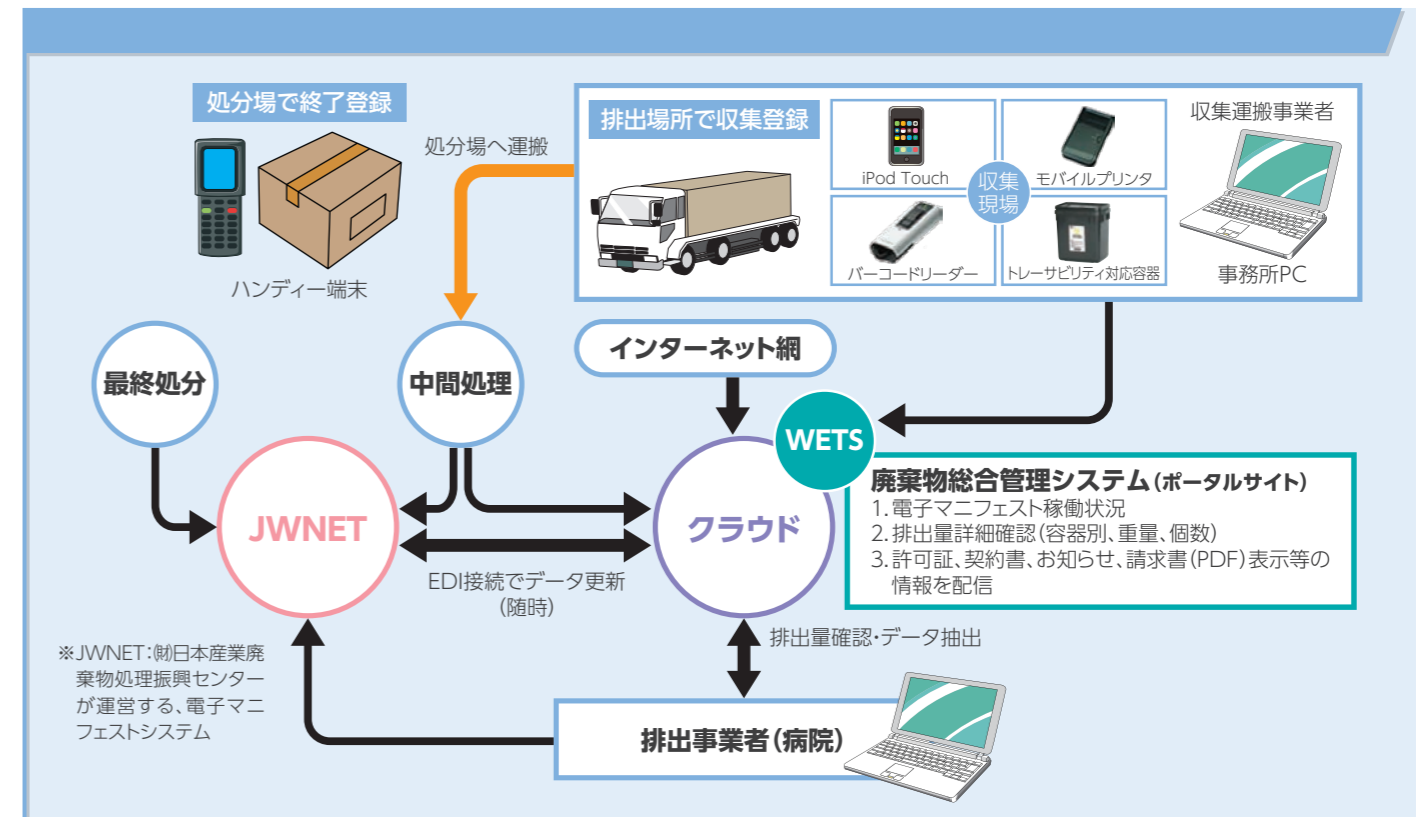 処分場で終了登録
ハンディー端末
処分場へ運搬
排出場所で収集登録
iPod Touch
モバイルプリンタ
収集
現場
バーコードリーダー
トレーサビリティ対応容器
収集運搬事業者
事務所PC
最終処分
中間処理
インターネット網
WETS
JWNET
クラウド
EDI接続でデータ更新
(随時)
廃棄物総合管理システム(ポータルサイト)
1.電子マニフェスト稼働状況
2.排出量詳細確認(容器別、重量、個数)
3.許可証、契約書、お知らせ、請求書(PDF)表示等の
情報を配信
排出量確認・データ抽出
※JWNET:㈶日本産業廃
棄物処理振興センター
が運営する、電子マニ
フェストシステム
排出事業者(病院)